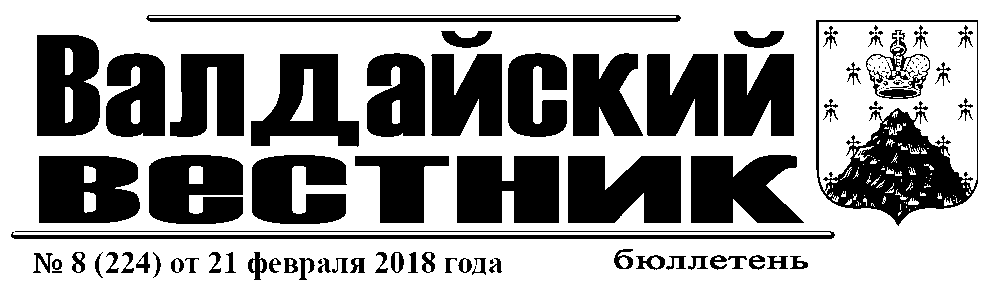 Валдайский
вестник
№ 8 (224) от 21 февраля 2018 года
бюллетень